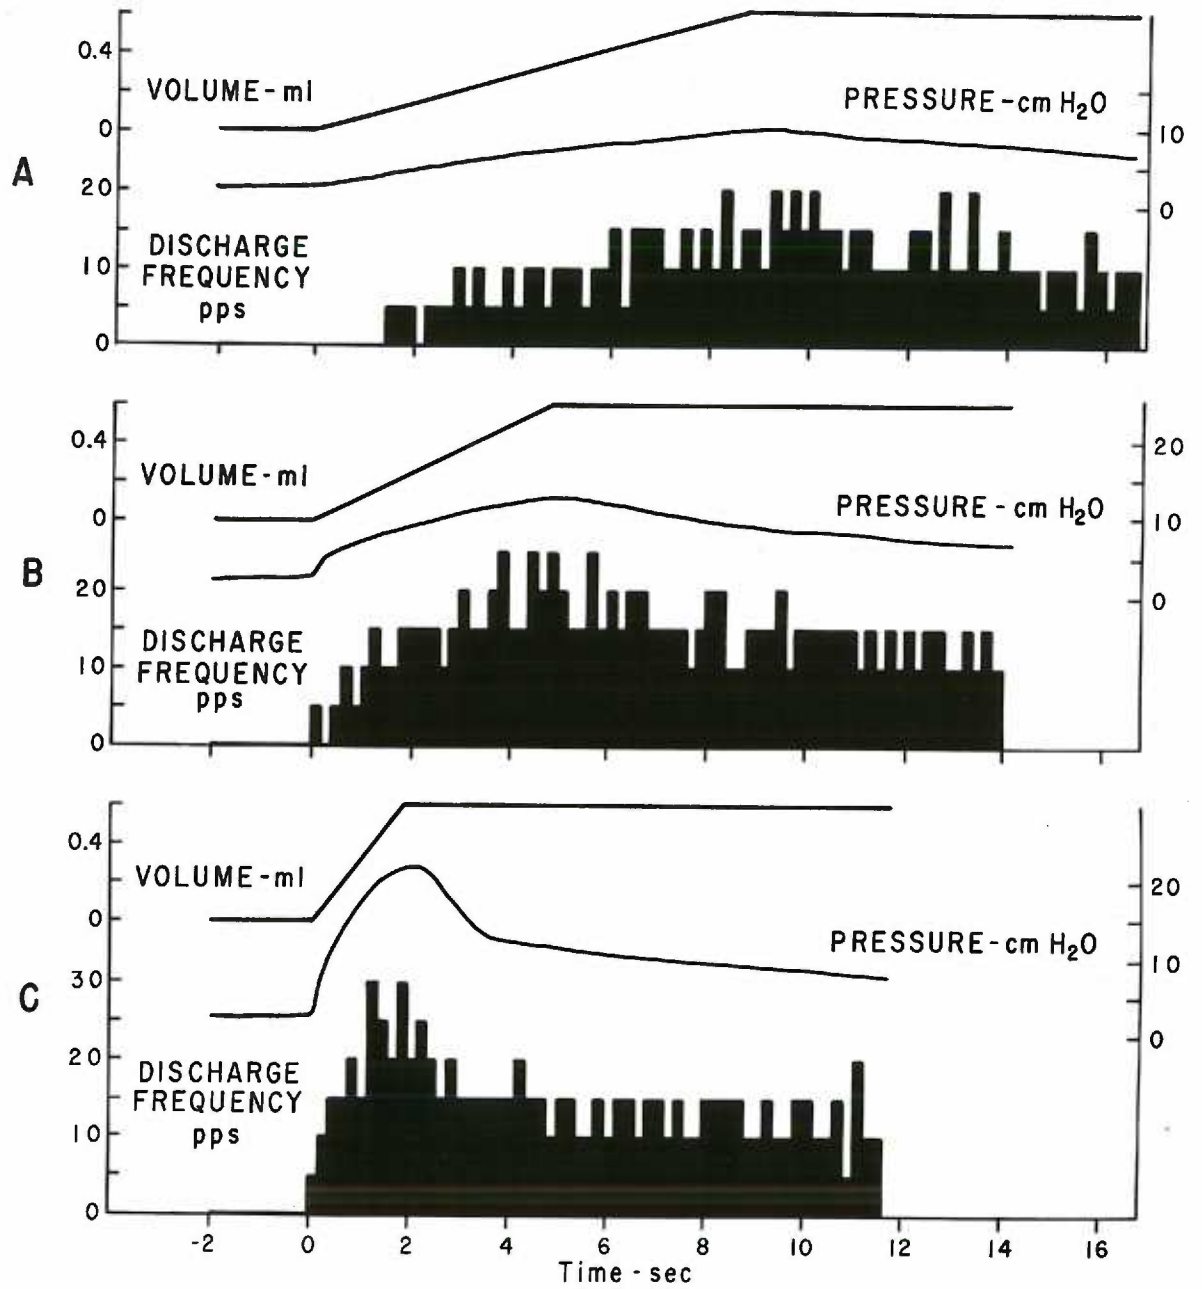 A
0.4
VOLUME-ml
0
PRESSURE-cm H₂O
10
0
20
DISCHARGE
FREQUENCY
pps
10
0
B
0.4
VOLUME-ml
0
PRESSURE-cm H₂O
20
10
0
20
DISCHARGE
FREQUENCY
pps
10
0
C
0.4
VOLUME-ml
0
PRESSURE-cm H₂O
20
10
0
30
20
DISCHARGE
FREQUENCY
pps
10
0
-2 0 2 4 6 8 10 12 14 16
Time-sec